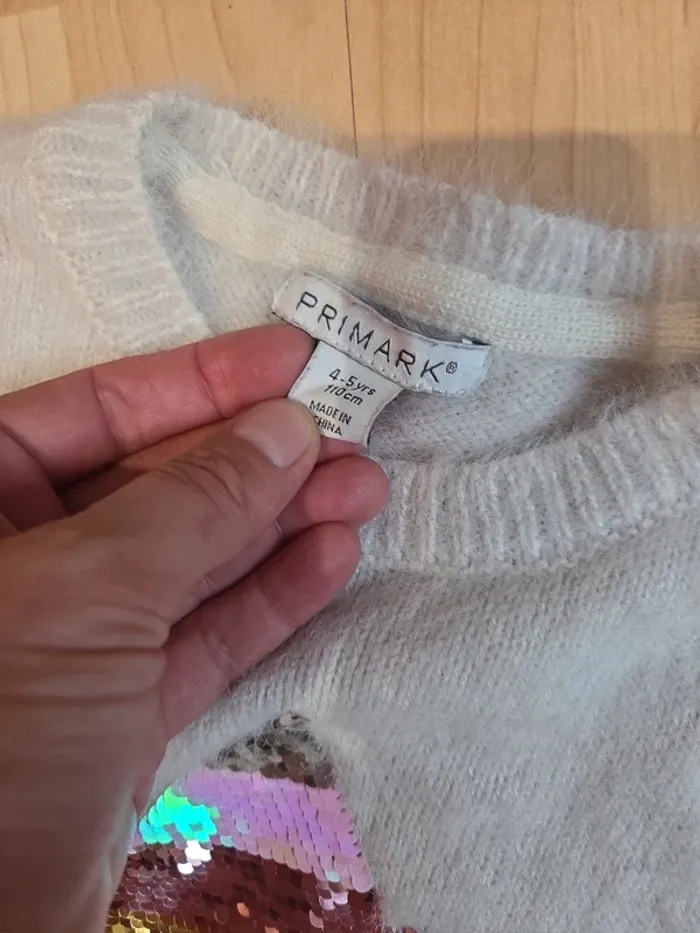 PRIMARK®
4-5yrs
110cm
MADE IN
CHINA